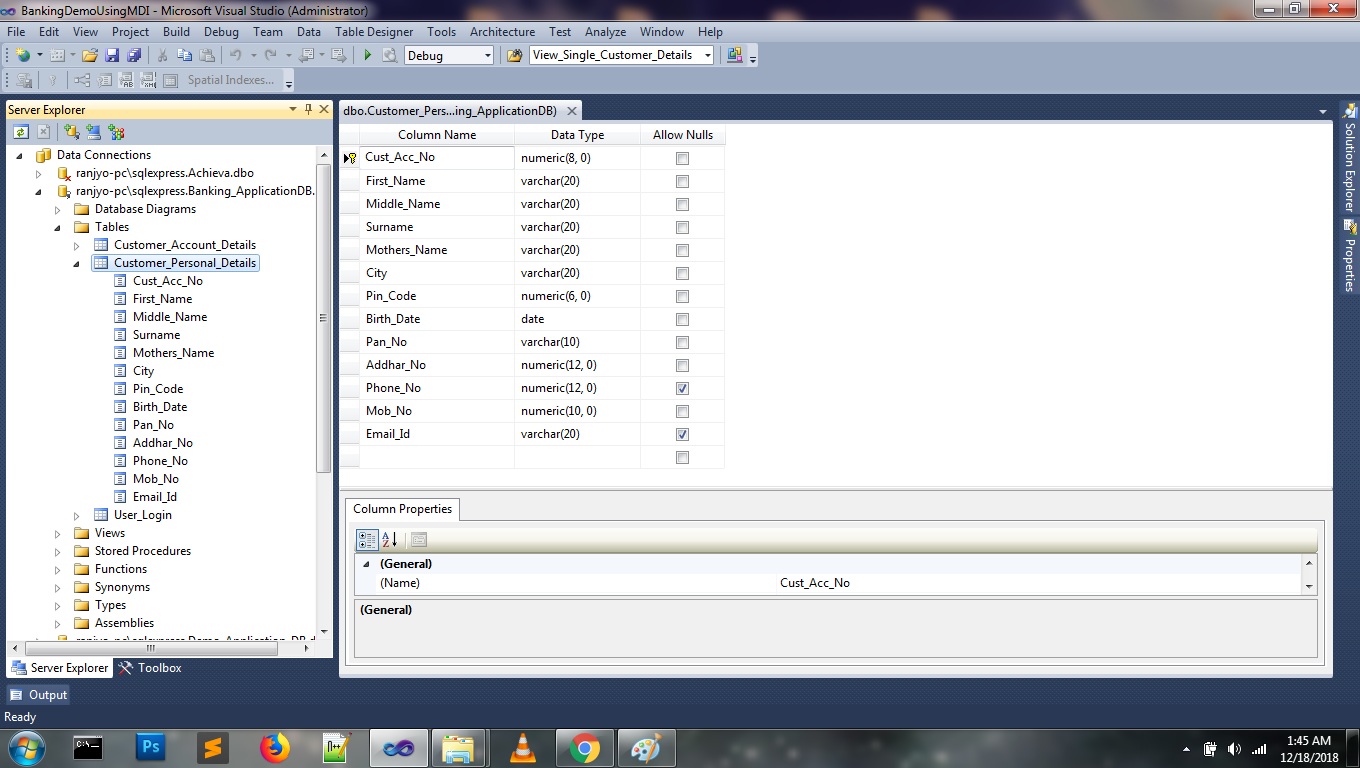 BankingDemoUsingMDI - Microsoft Visual Studio (Administrator)
File Edit View Project Build Debug Team Data Table Designer Tools Architecture Test Analyze Window Help
Debug View_Single_Customer_Details
Spatial Indexes...
Server Explorer
Data Connections
ranjyo-pc\sqlexpress.Achieva.dbo
ranjyo-pc\sqlexpress.Banking_ApplicationDB.
Database Diagrams
Tables
Customer_Account_Details
Customer_Personal_Details
Cust_Acc_No
First_Name
Middle_Name
Surname
Mothers_Name
City
Pin_Code
Birth_Date
Pan_No
Addhar_No
Phone_No
Mob_No
Email_Id
User_Login
Views
Stored Procedures
Functions
Synonyms
Types
Assemblies
ranjyo-pc\sqlexpress.Demo_Application_DB.d
Server Explorer Toolbox
dbo.Customer_Pers...ing_ApplicationDB)
Column Name Data Type Allow Nulls
Cust_Acc_No numeric(8, 0)
First_Name varchar(20)
Middle_Name varchar(20)
Surname varchar(20)
Mothers_Name varchar(20)
City varchar(20)
Pin_Code numeric(6, 0)
Birth_Date date
Pan_No varchar(10)
Addhar_No numeric(12, 0)
Phone_No numeric(12, 0)
Mob_No numeric(10, 0)
Email_Id varchar(20)
Column Properties
(General)
(Name) Cust_Acc_No
(General)
Solution Explorer
Properties
Output
Ready
C:\
Ps
1:45 AM
12/18/2018